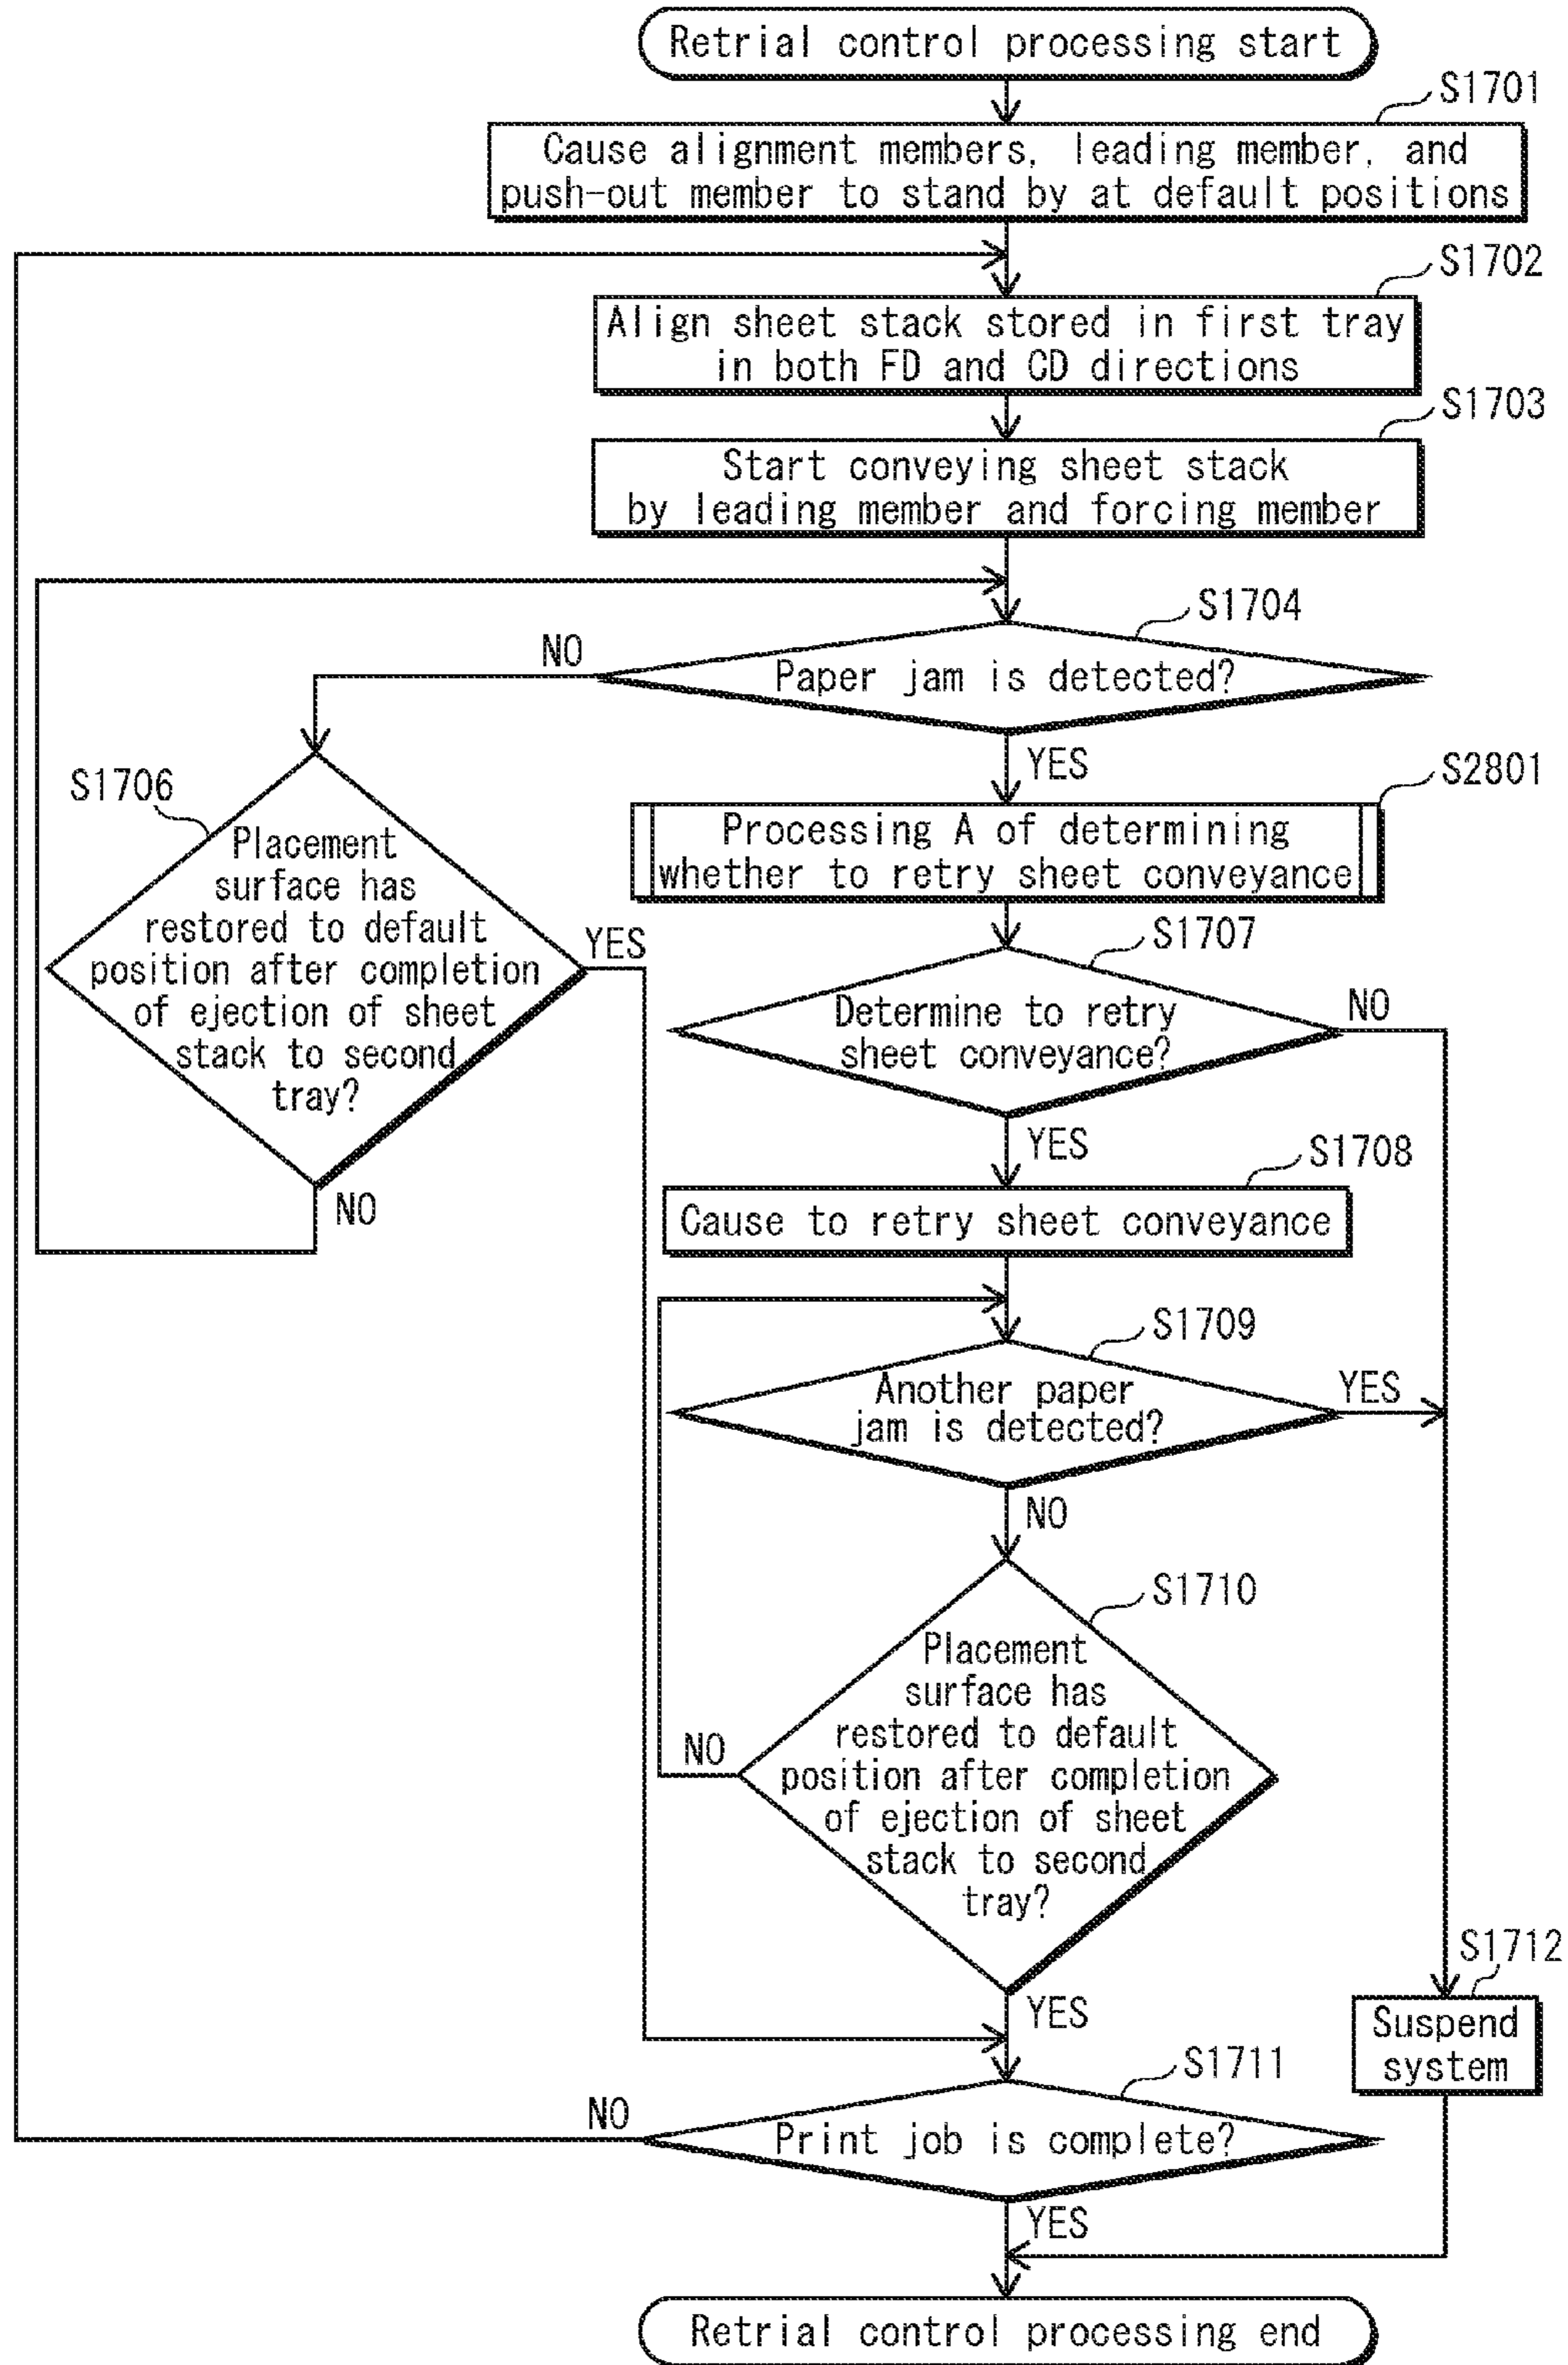 Retrial control processing start
S1701
Cause alignment members, leading member, and
push-out member to stand by at default positions
S1702
Align sheet stack stored in first tray
in both FD and CD directions
S1703
Start conveying sheet stack
by leading member and forcing member
S1704
NO
Paper jam is detected?
YES
S1706
Placement
surface has
restored to default
position after completion
of ejection of sheet
stack to second
tray?
YES
NO
S2801
Processing A of determining
whether to retry sheet conveyance
S1707
NO
Determine to retry
sheet conveyance?
YES
S1708
Cause to retry sheet conveyance
S1709
Another paper
jam is detected?
YES
NO
S1710
Placement
surface has
restored to default
position after completion
of ejection of sheet
stack to second
tray?
NO
YES
S1712
Suspend
system
S1711
NO
Print job is complete?
YES
Retrial control processing end